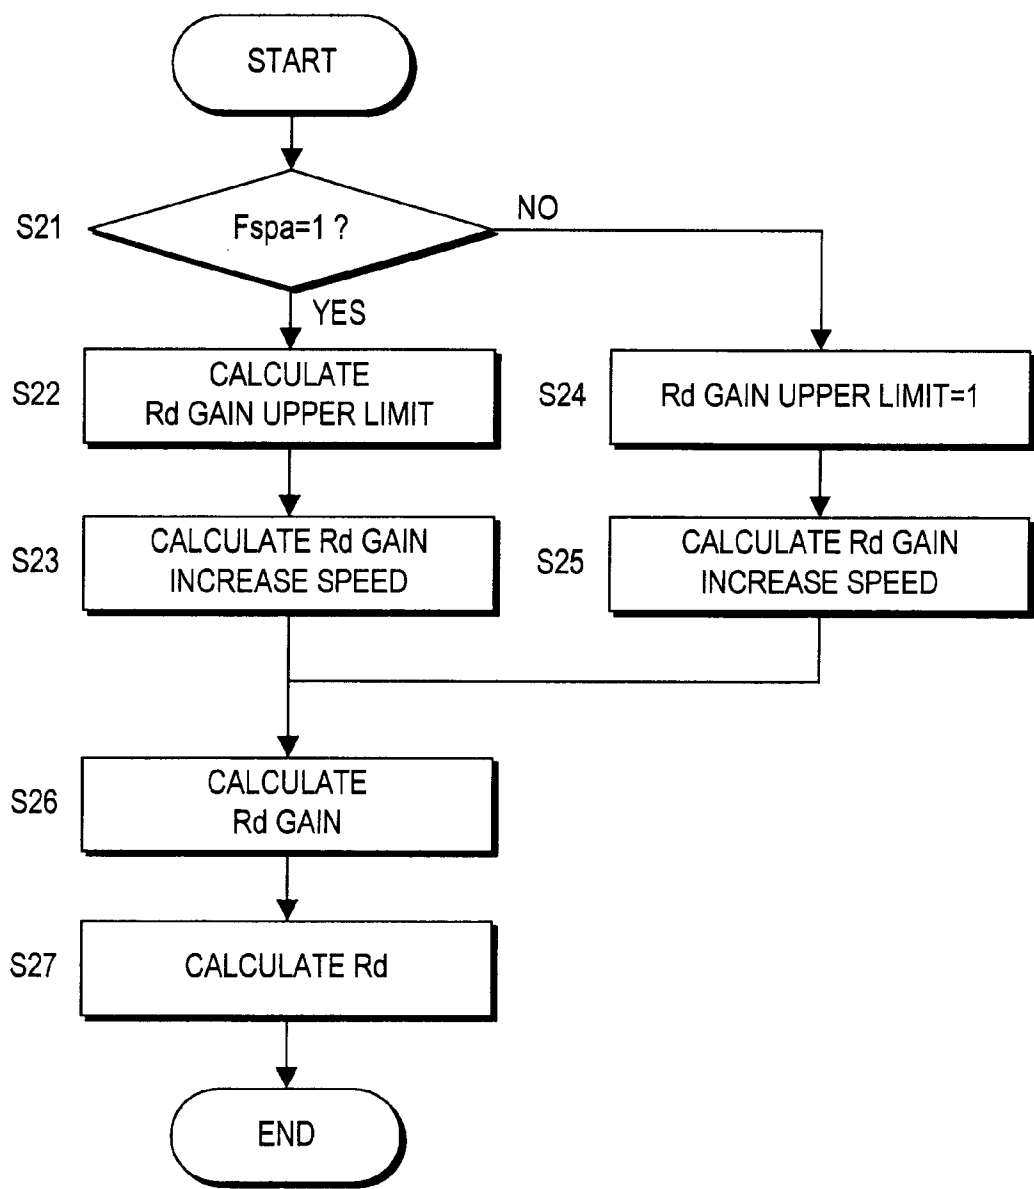 START
S21
Fspa=1 ?
NO
YES
S22
CALCULATE
Rd GAIN UPPER LIMIT
S24
Rd GAIN UPPER LIMIT=1
S23
CALCULATE Rd GAIN
INCREASE SPEED
S25
CALCULATE Rd GAIN
INCREASE SPEED
S26
CALCULATE
Rd GAIN
S27
CALCULATE Rd
END